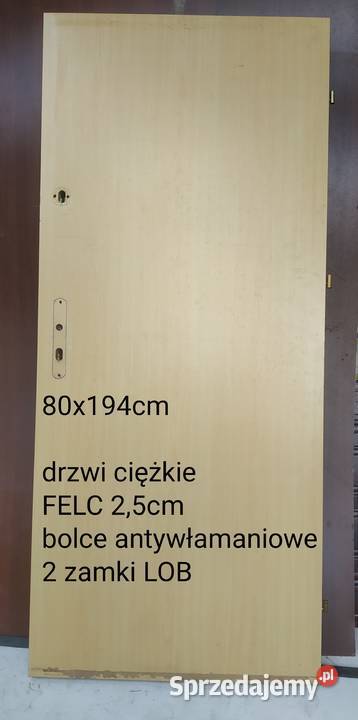 80x194cm
drzwi ciężkie
FELC 2,5cm
bolce antywłamaniowe
2 zamki LOB
Sprzedajemy.pl